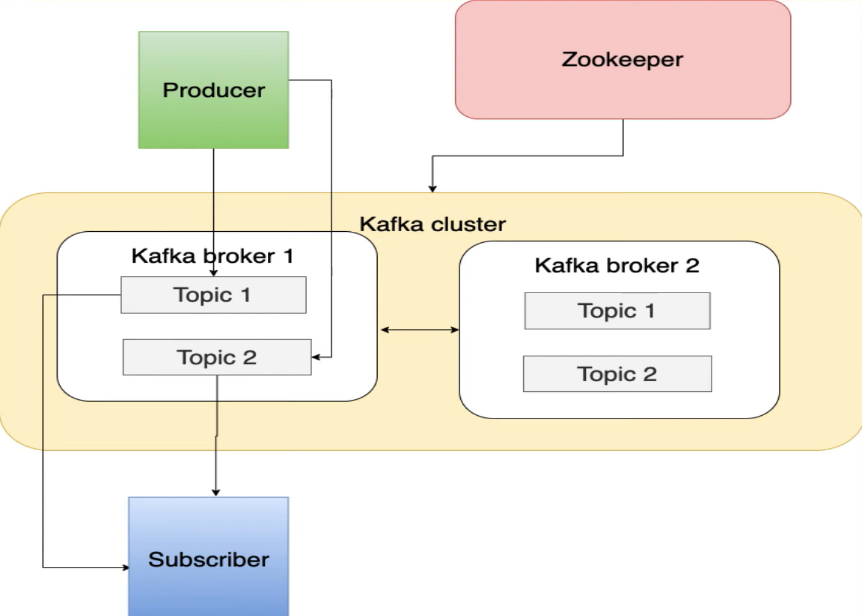 Producer
Zookeeper
Kafka cluster
Kafka broker 1
Topic 1
Topic 2
Kafka broker 2
Topic 1
Topic 2
Subscriber